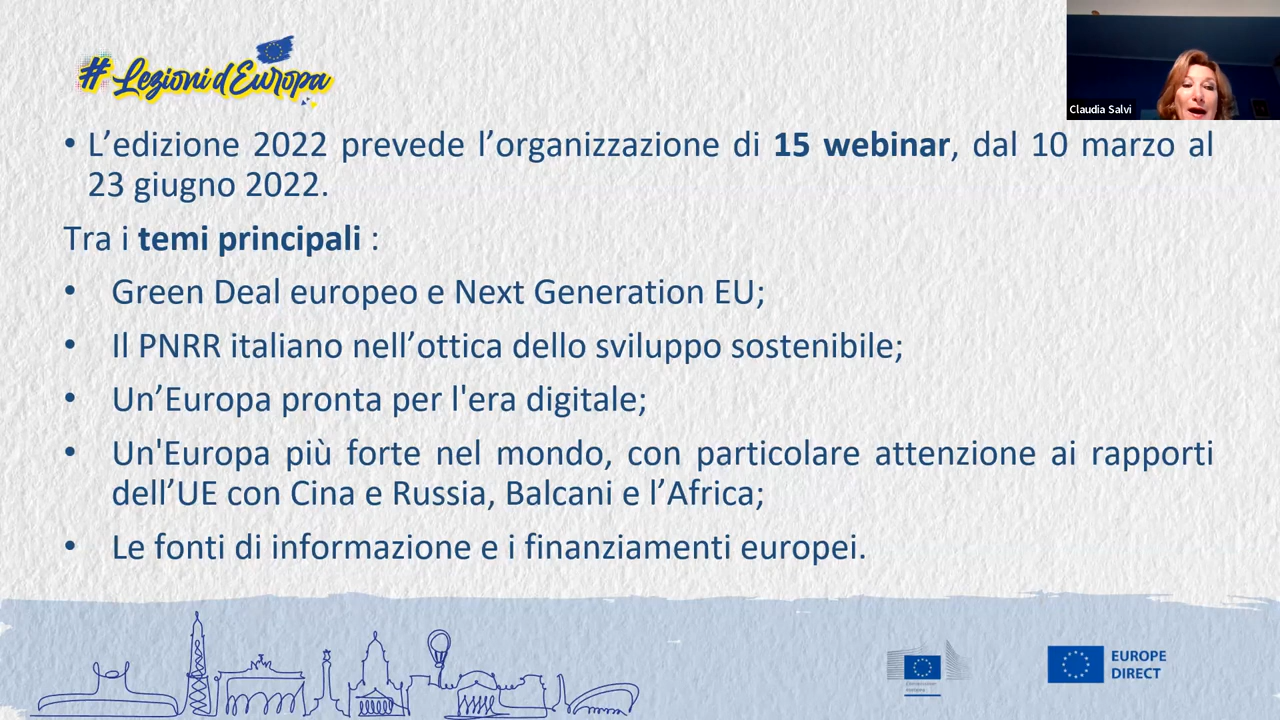 #Lezioni d'Europa
Claudia Salvi
• L’edizione 2022 prevede l’organizzazione di 15 webinar, dal 10 marzo al
23 giugno 2022.
Tra i temi principali :
• Green Deal europeo e Next Generation EU;
• Il PNRR italiano nell’ottica dello sviluppo sostenibile;
• Un’Europa pronta per l'era digitale;
• Un'Europa più forte nel mondo, con particolare attenzione ai rapporti
dell’UE con Cina e Russia, Balcani e l’Africa;
• Le fonti di informazione e i finanziamenti europei.
Commissione
europea
EUROPE
DIRECT